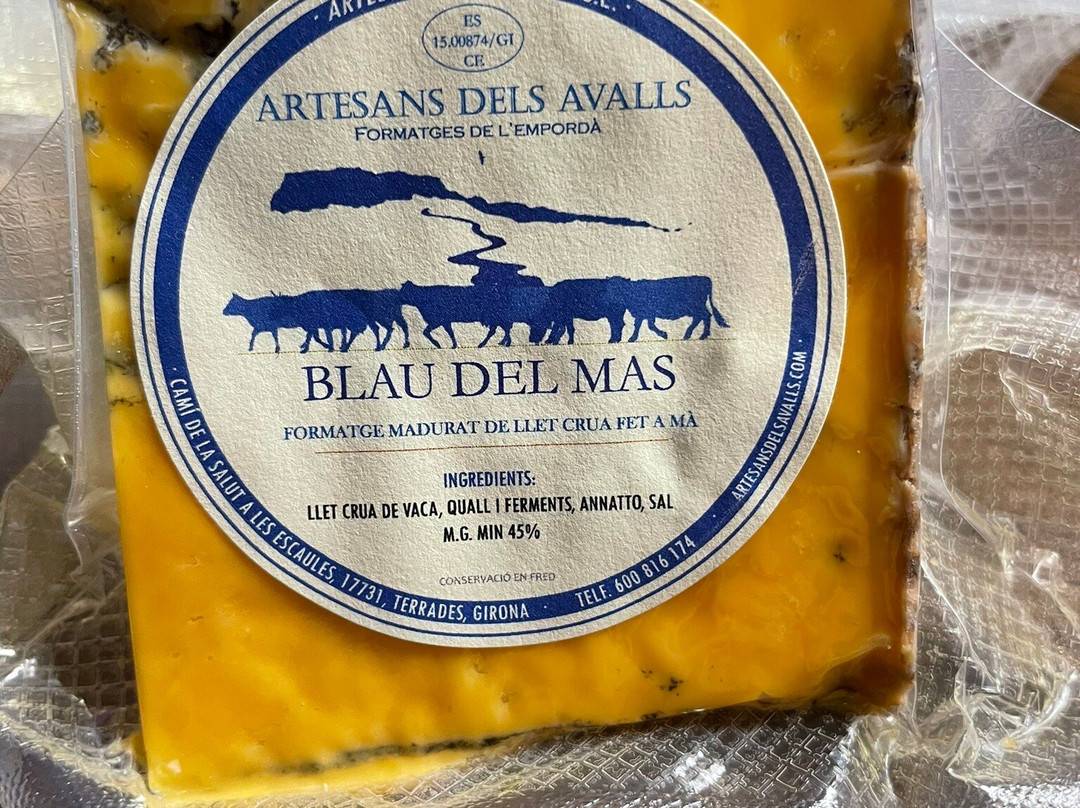 ES
15.00874/GI
CE
ARTESANS DELS AVALLS
FORMATGES DE L'EMPORDÀ
BLAU DEL MAS
FORMATGE MADURAT DE LLET CRUA FET A MÀ
INGREDIENTS:
LLET CRUA DE VACA, QUALL I FERMENTS, ANNATTO, SAL
M.G. MIN 45%
CONSERVACIÓ EN FRED
· CAMÍ DE LA SALUT A LES ESCAULES, 17731, TERRADES, GIRONA · TELF. 600 816 174 · ARTESANSDELSAVALLS.COM ·